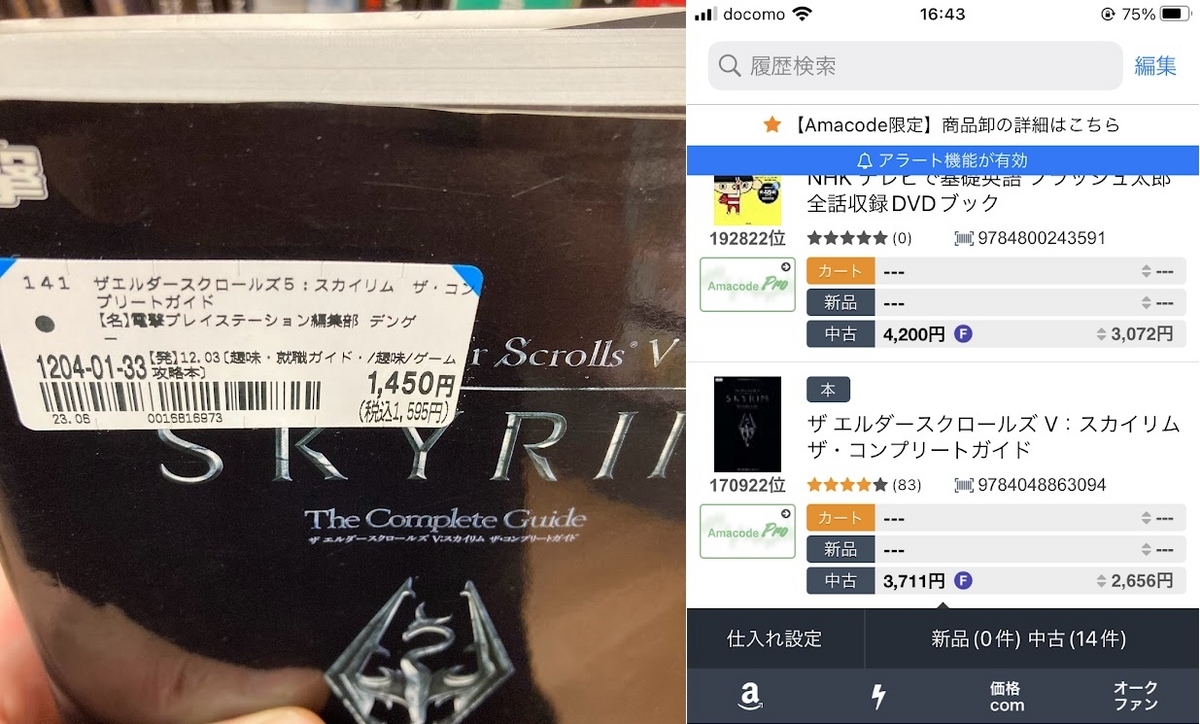 141 ザエルダースクロールズ5：スカイリム ザ・コン
プリートガイド
【名】電撃プレイステーション編集部 デンゲ
ー
1204-01-33
【発】12.03〔趣味・就職ガイド・/趣味/ゲーム
攻略本〕
1,450円
(税込1,595円)
23.06 0016816973
r Scrolls® V
SKYRI
The Complete Guide
ザ エルダースクロールズ V:スカイリム ザ・コンプリートガイド
docomo 16:43 75%
履歴検索 編集
【Amacode限定】商品卸の詳細はこちら
アラート機能が有効
NHK テレビで基礎英語 フラッシュ太郎
全話収録DVDブック
192822位 (0) 9784800243591
Amacode Pro
カート --- ---
新品 --- ---
中古 4,200円 F 3,072円
SKYRIM
本
ザ エルダースクロールズ V：スカイリム
ザ・コンプリートガイド
170922位 (83) 9784048863094
Amacode Pro
カート --- ---
新品 --- ---
中古 3,711円 F 2,656円
仕入れ設定 新品(0件) 中古(14件)
a 価格 オーク
com ファン